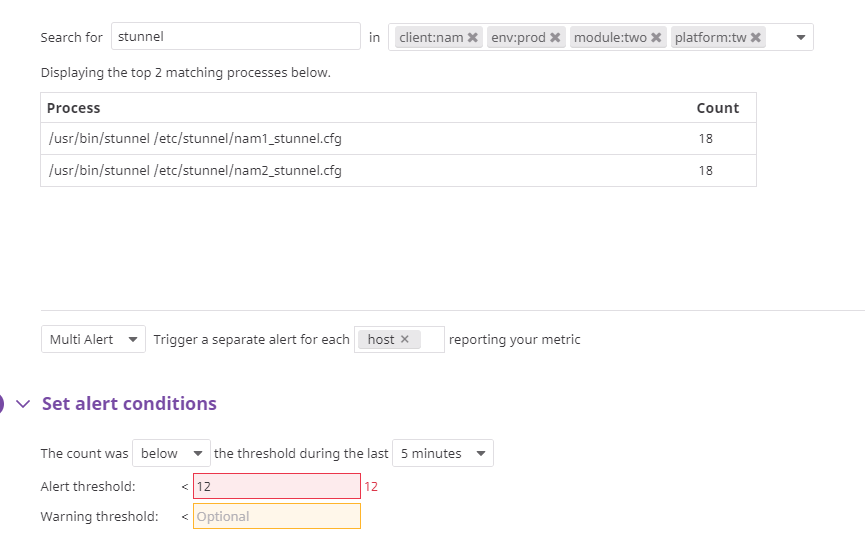 Search for stunnel in client:nam × env:prod × module:two × platform:tw ×
Displaying the top 2 matching processes below.
Process Count
/usr/bin/stunnel /etc/stunnel/nam1_stunnel.cfg 18
/usr/bin/stunnel /etc/stunnel/nam2_stunnel.cfg 18
Multi Alert Trigger a separate alert for each host × reporting your metric
Set alert conditions
The count was below the threshold during the last 5 minutes
Alert threshold: < 12 12
Warning threshold: < Optional